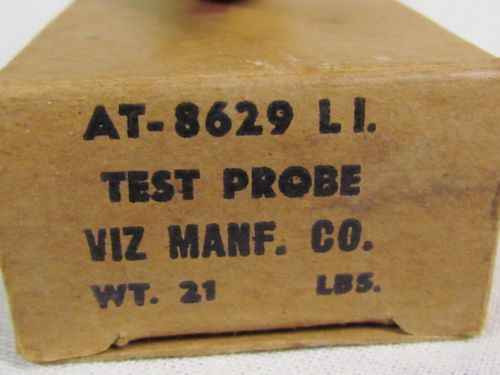 AT-8629 L I.
TEST PROBE
VIZ MANF. CO.
WT. 21 LBS.